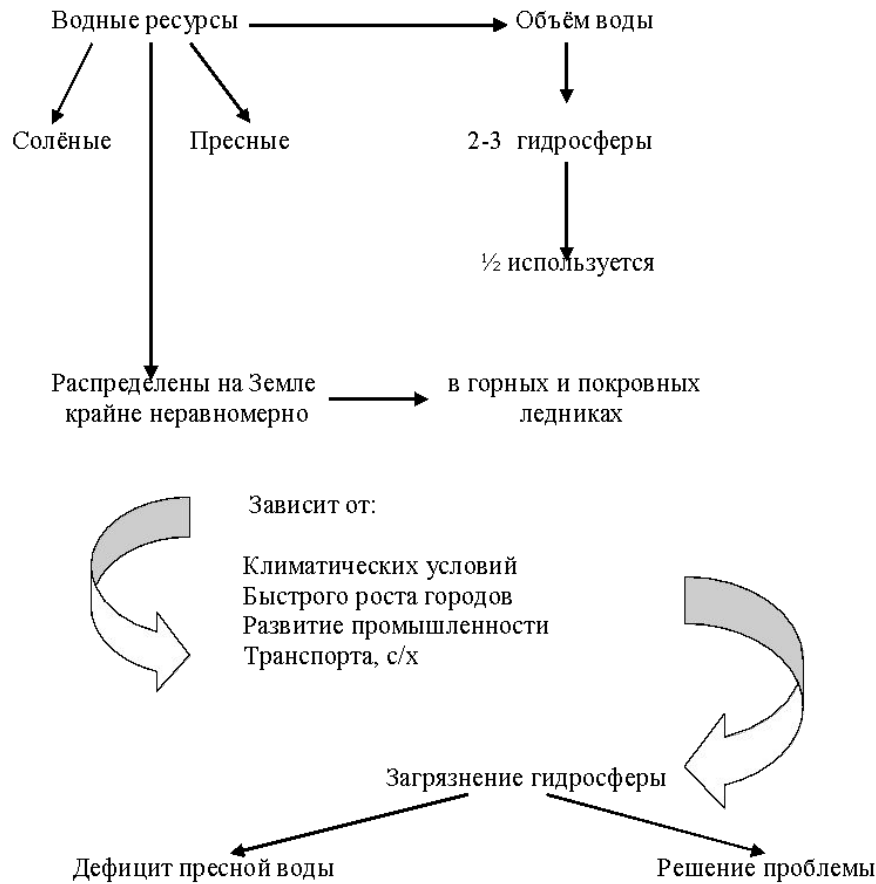 Водные ресурсы
Объём воды
Солёные
Пресные
2-3 гидросферы
½ используется
Распределены на Земле
крайне неравномерно
в горных и покровных
ледниках
Зависит от:
Климатических условий
Быстрого роста городов
Развитие промышленности
Транспорта, с/х
Загрязнение гидросферы
Дефицит пресной воды
Решение проблемы